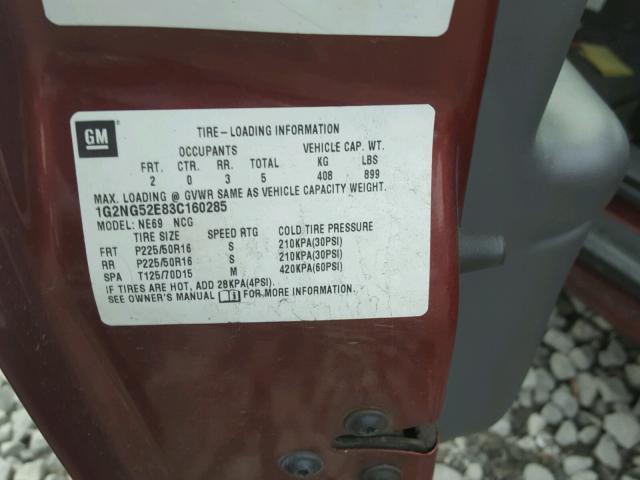 GM
TIRE-LOADING INFORMATION
OCCUPANTS VEHICLE CAP. WT.
FRT. CTR. RR. TOTAL KG LBS
2 0 3 5 408 899
MAX. LOADING @ GVWR SAME AS VEHICLE CAPACITY WEIGHT.
1G2NG52E83C160285
MODEL: NE69 NCG
TIRE SIZE SPEED RTG COLD TIRE PRESSURE
FRT P225/50R16 S 210KPA(30PSI)
RR P225/50R16 S 210KPA(30PSI)
SPA T125/70D15 M 420KPA(60PSI)
IF TIRES ARE HOT, ADD 28KPA(4PSI).
SEE OWNER'S MANUAL FOR MORE INFORMATION.